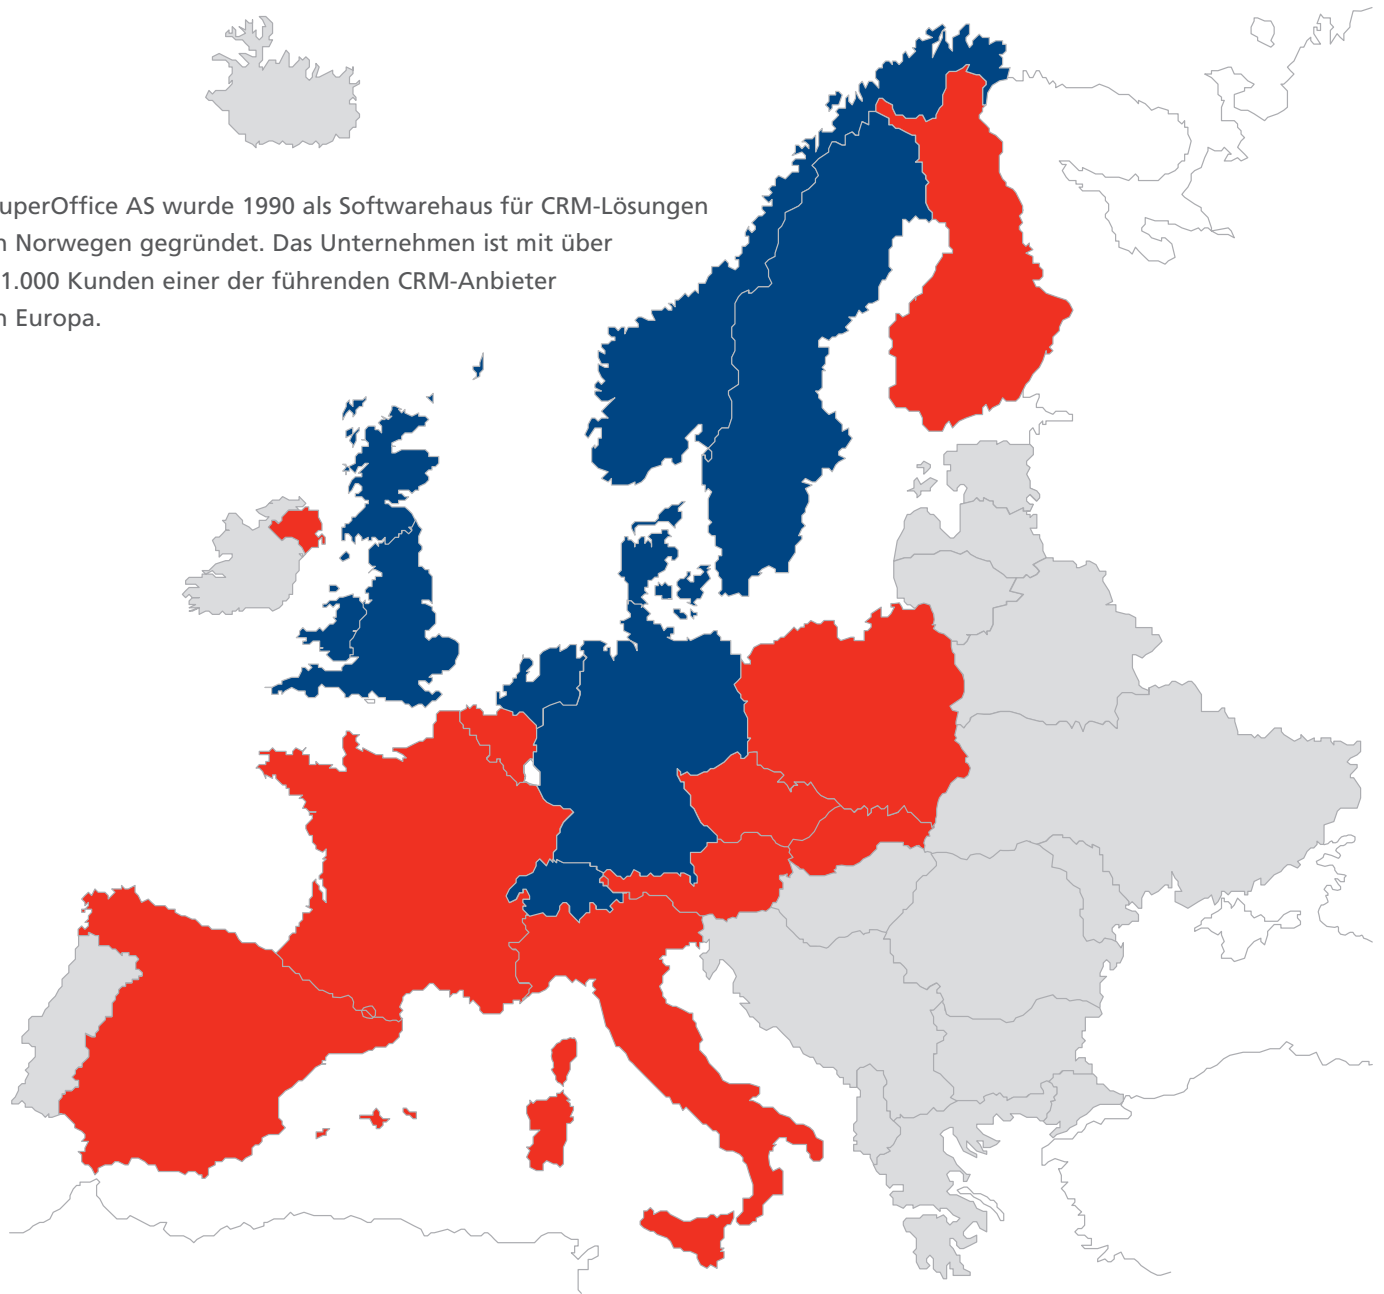 uperOffice AS wurde 1990 als Softwarehaus für CRM-Lösungen
n Norwegen gegründet. Das Unternehmen ist mit über
1.000 Kunden einer der führenden CRM-Anbieter
n Europa.